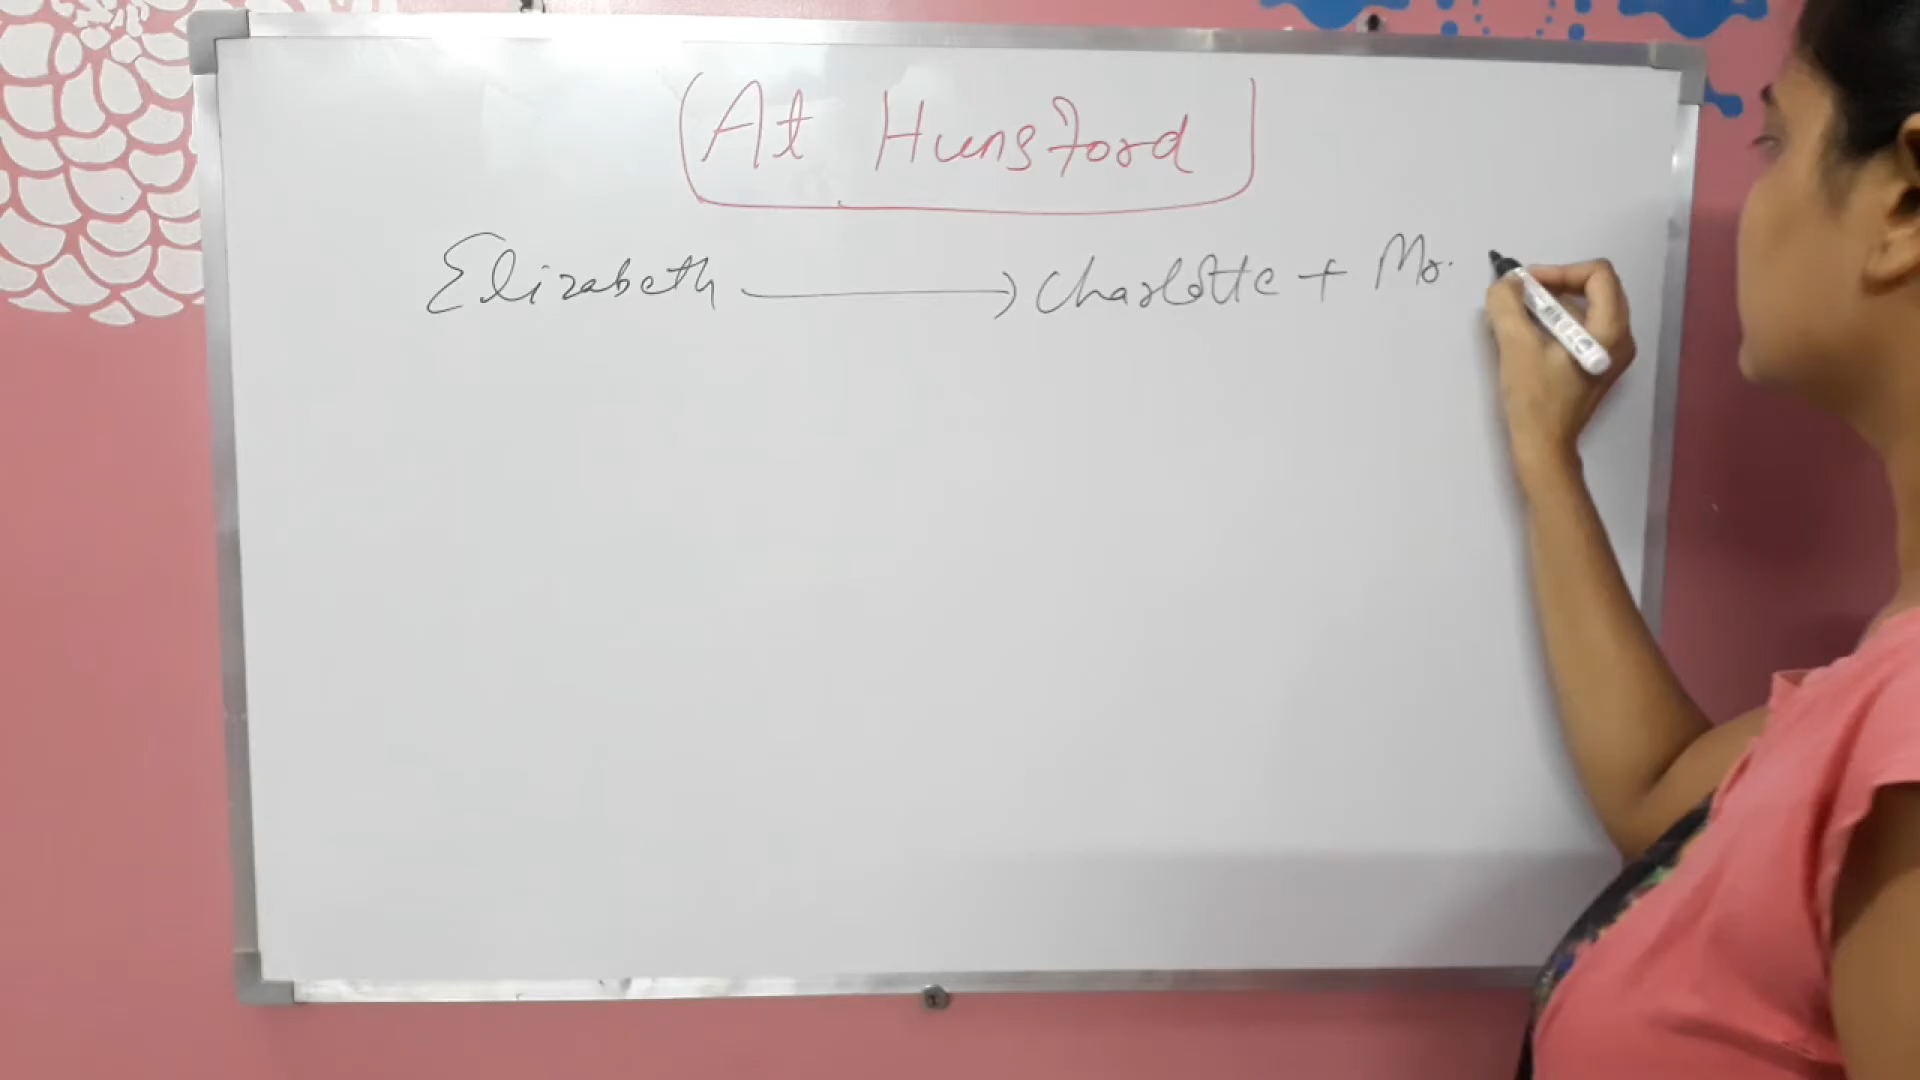 At Hunsford
Elizabeth → Charlotte + Mr.